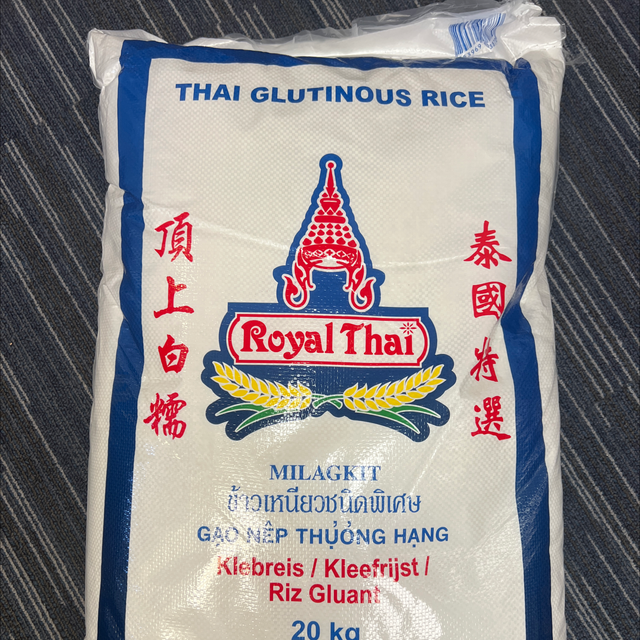 THAI GLUTINOUS RICE
頂上白糯
泰國特選
Royal Thai
MILAGKIT
ข้าวเหนียวชนิดพิเศษ
GẠO NẾP THƯỢNG HẠNG
Klebreis / Kleefrijst /
Riz Gluant
20 kg